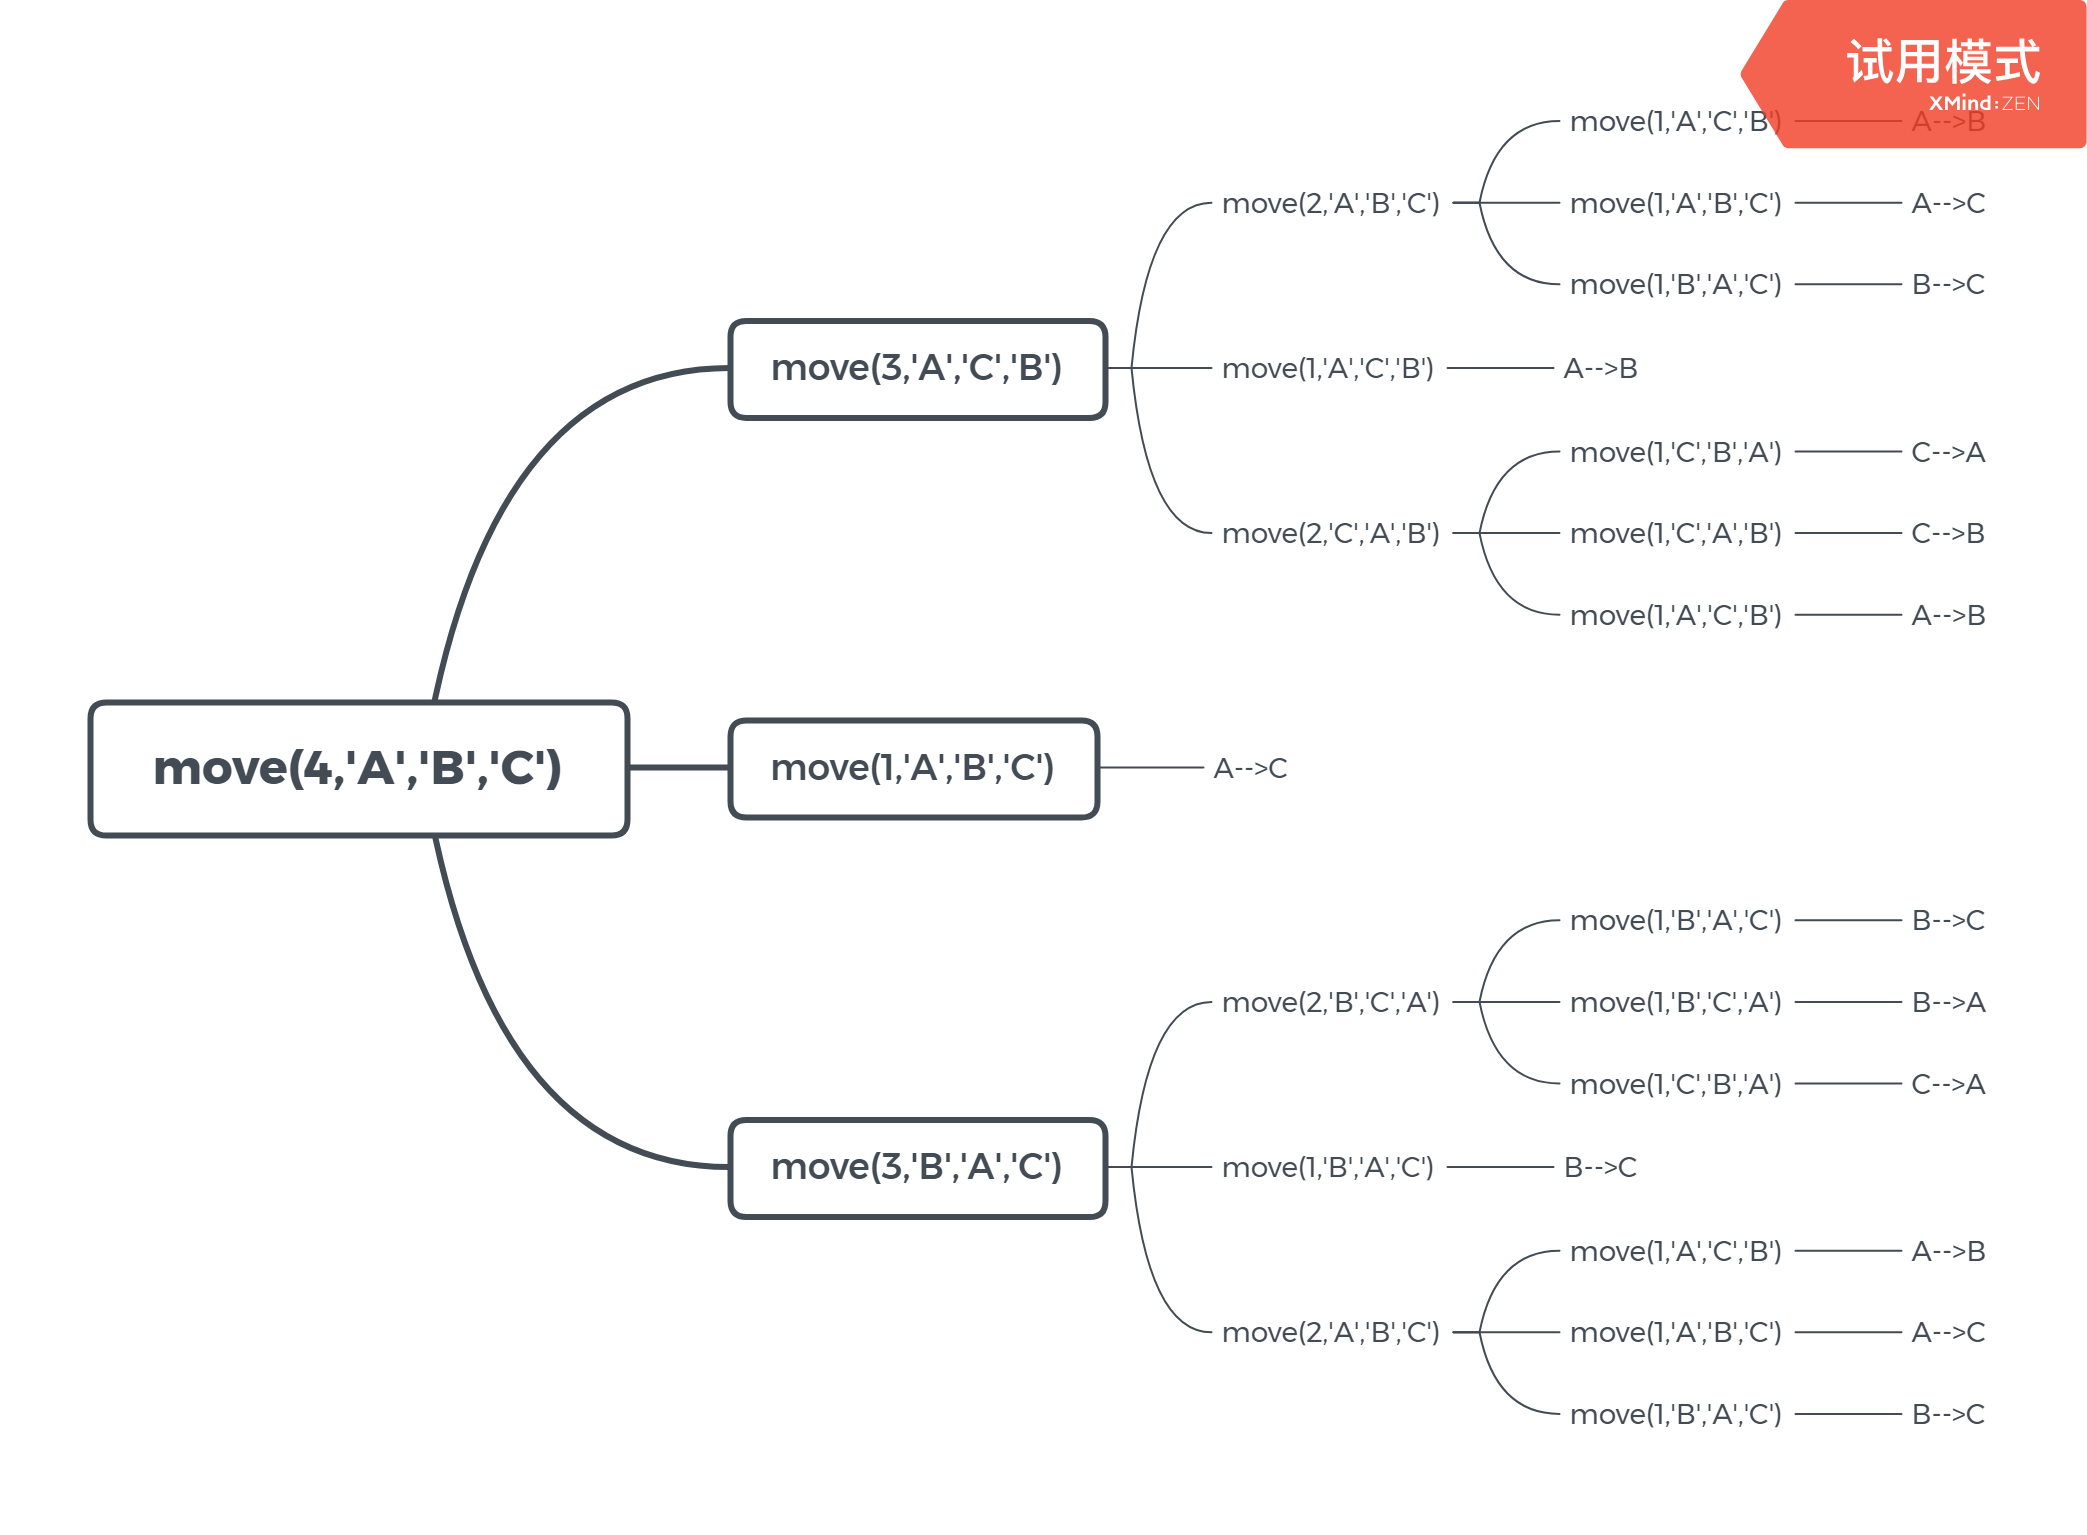 试用模式
XMind:ZEN
move(1,'A','C','B')
A-->B
move(2,'A','B','C')
move(1,'A','B','C')
A-->C
move(1,'B','A','C')
B-->C
move(3,'A','C','B')
move(1,'A','C','B')
A-->B
move(1,'C','B','A')
C-->A
move(2,'C','A','B')
move(1,'C','A','B')
C-->B
move(1,'A','C','B')
A-->B
move(4,'A','B','C')
move(1,'A','B','C')
A-->C
move(1,'B','A','C')
B-->C
move(2,'B','C','A')
move(1,'B','C','A')
B-->A
move(1,'C','B','A')
C-->A
move(3,'B','A','C')
move(1,'B','A','C')
B-->C
move(1,'A','C','B')
A-->B
move(2,'A','B','C')
move(1,'A','B','C')
A-->C
move(1,'B','A','C')
B-->C